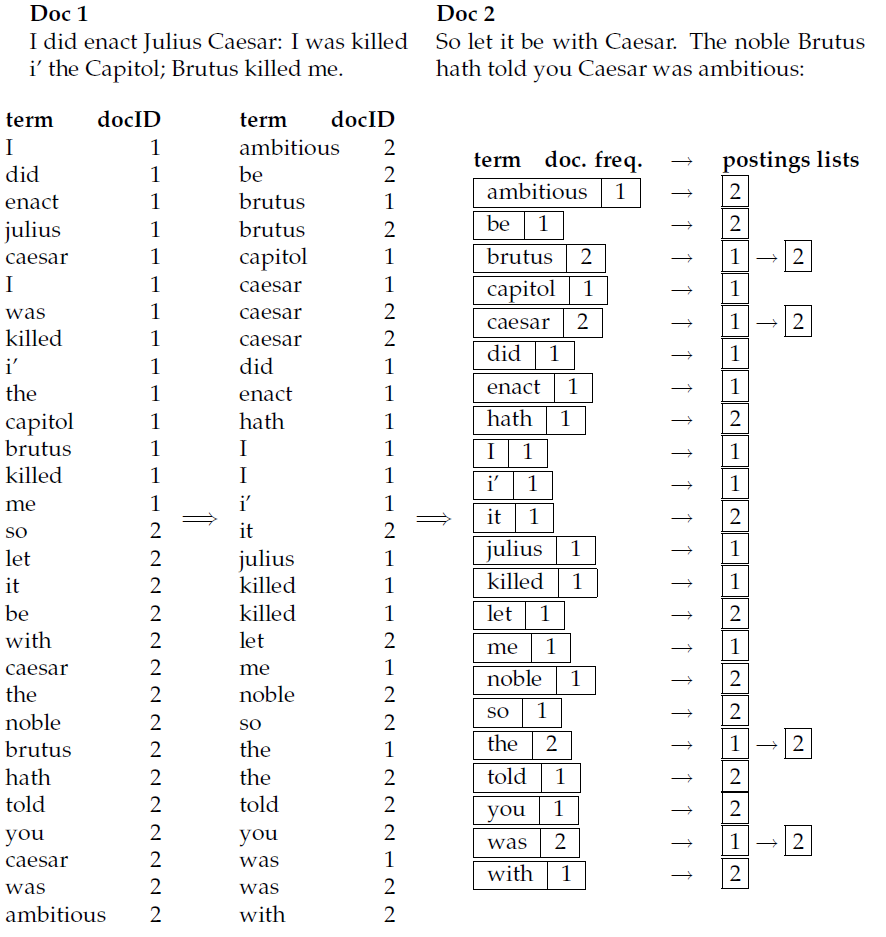 Doc 1
I did enact Julius Caesar: I was killed
i’ the Capitol; Brutus killed me.
Doc 2
So let it be with Caesar. The noble Brutus
hath told you Caesar was ambitious:
term docID
I 1
did 1
enact 1
julius 1
caesar 1
I 1
was 1
killed 1
i’ 1
the 1
capitol 1
brutus 1
killed 1
me 1
so 2
let 2
it 2
be 2
with 2
caesar 2
the 2
noble 2
brutus 2
hath 2
told 2
you 2
caesar 2
was 2
ambitious 2
⟹
term docID
ambitious 2
be 2
brutus 1
brutus 2
capitol 1
caesar 1
caesar 2
caesar 2
did 1
enact 1
hath 1
I 1
I 1
i’ 1
it 2
julius 1
killed 1
killed 1
let 2
me 1
noble 2
so 2
the 1
the 2
told 2
you 2
was 1
was 2
with 2
⟹
term doc. freq. → postings lists
ambitious 1 → 2
be 1 → 2
brutus 2 → 1 → 2
capitol 1 → 1
caesar 2 → 1 → 2
did 1 → 1
enact 1 → 1
hath 1 → 2
I 1 → 1
i’ 1 → 1
it 1 → 2
julius 1 → 1
killed 1 → 1
let 1 → 2
me 1 → 1
noble 1 → 2
so 1 → 2
the 2 → 1 → 2
told 1 → 2
you 1 → 2
was 2 → 1 → 2
with 1 → 2